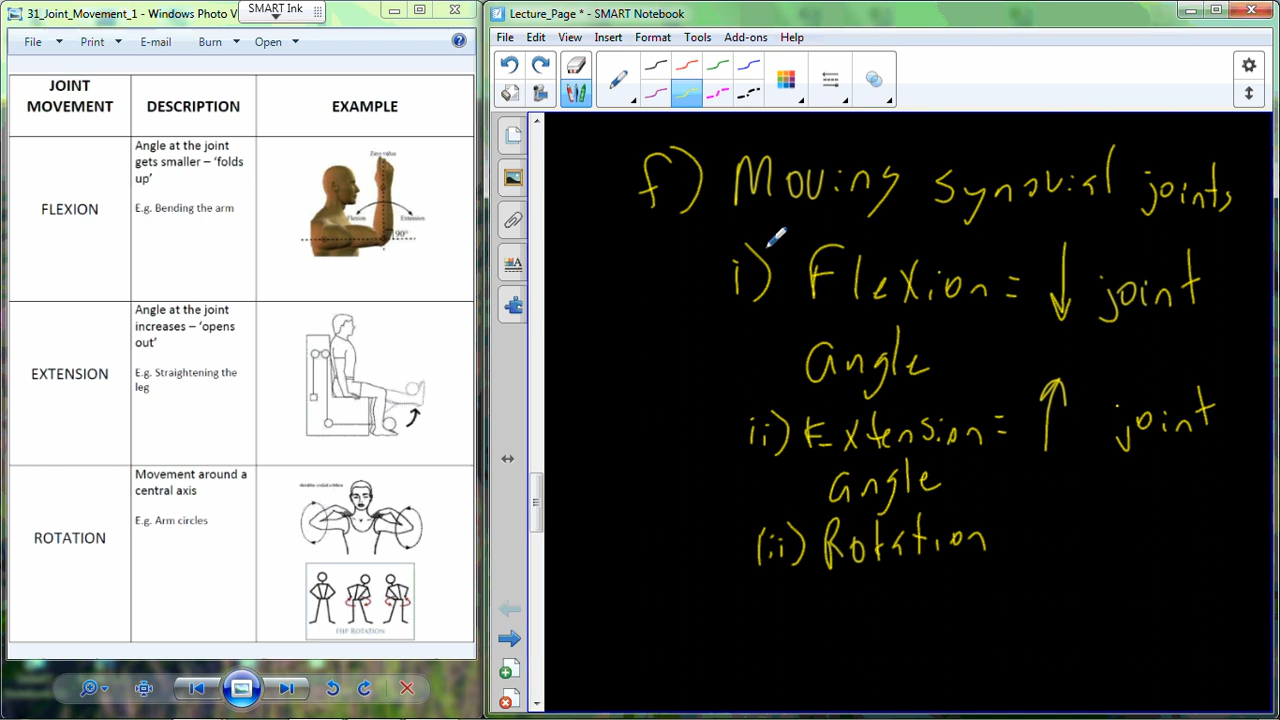 31_Joint_Movement_1 - Windows Photo V
SMART Ink
File Print E-mail Burn Open
JOINT MOVEMENT DESCRIPTION EXAMPLE
FLEXION
Angle at the joint
gets smaller – ‘folds
up’
E.g. Bending the arm
Flexion Extension
90°
EXTENSION
Angle at the joint
increases – ‘opens
out’
E.g. Straightening the
leg
ROTATION
Movement around a
central axis
E.g. Arm circles
HIP ROTATION
Lecture_Page * - SMART Notebook
File Edit View Insert Format Tools Add-ons Help
f) Moving synovial joints
i) Flexion = ↓ joint
angle
ii) Extension = ↑ joint
angle
iii) Rotation